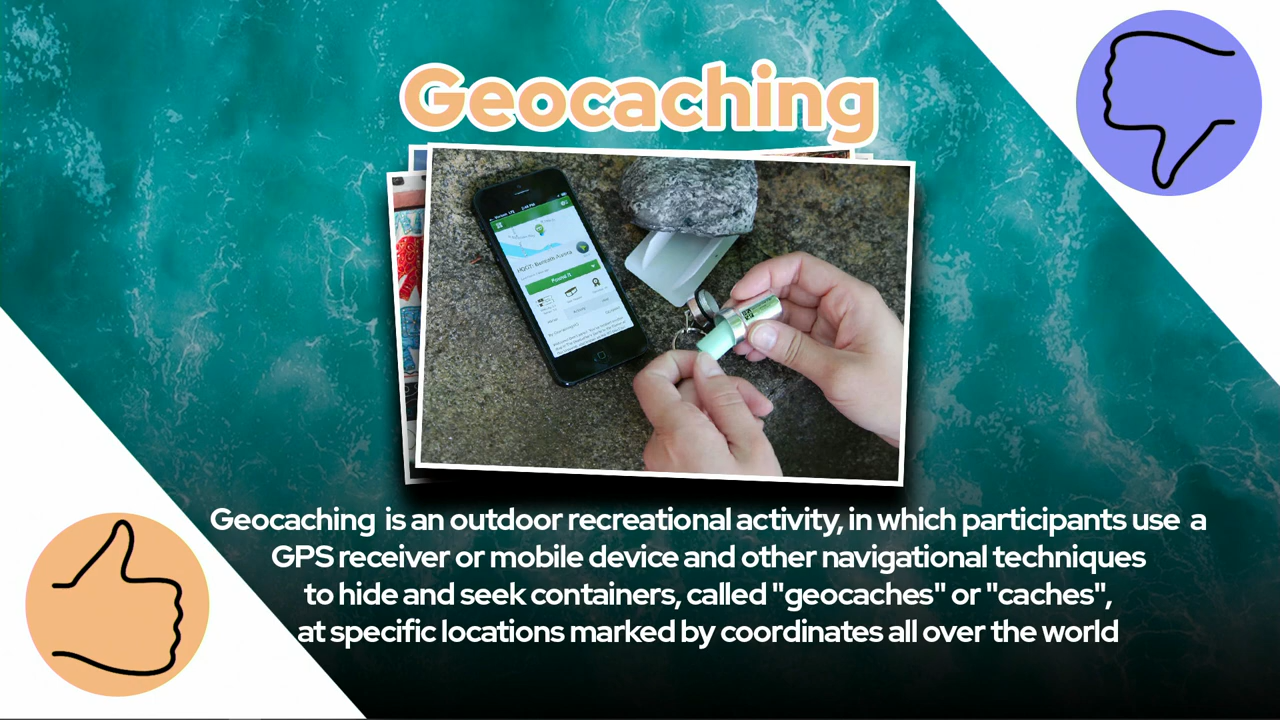 Geocaching
Geocaching is an outdoor recreational activity, in which participants use a
GPS receiver or mobile device and other navigational techniques
to hide and seek containers, called "geocaches" or "caches",
at specific locations marked by coordinates all over the world